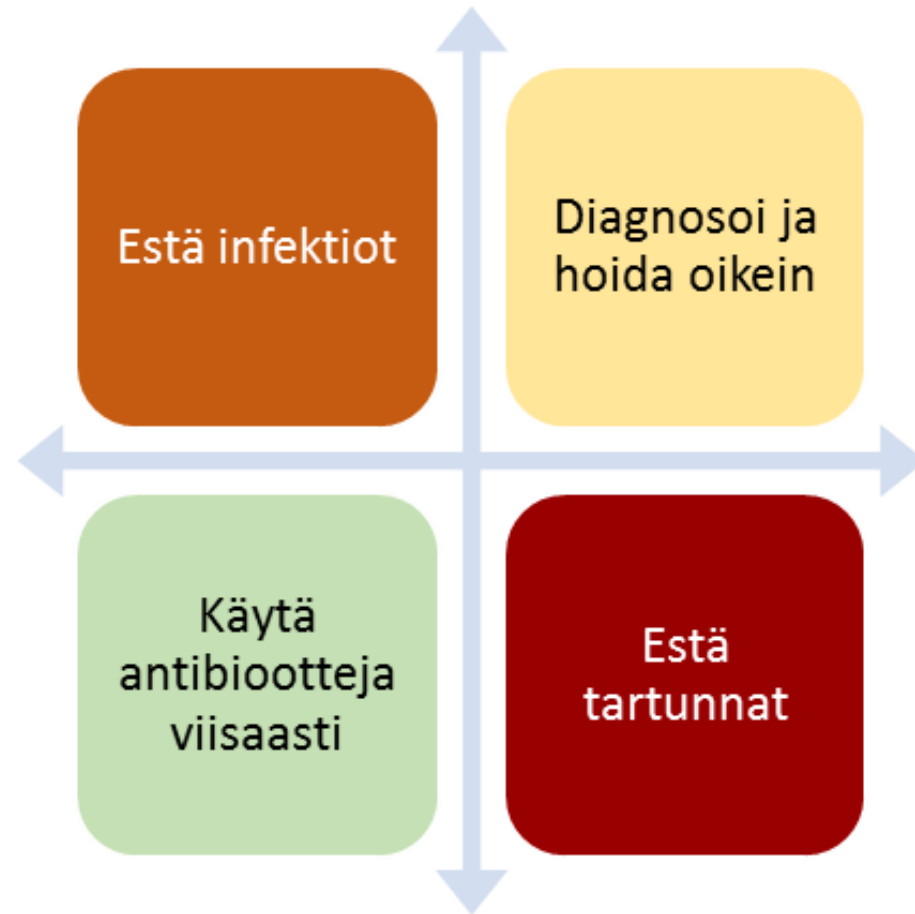 Estä infektiot
Diagnosoi ja
hoida oikein
Käytä
antibiootteja
viisaasti
Estä
tartunnat